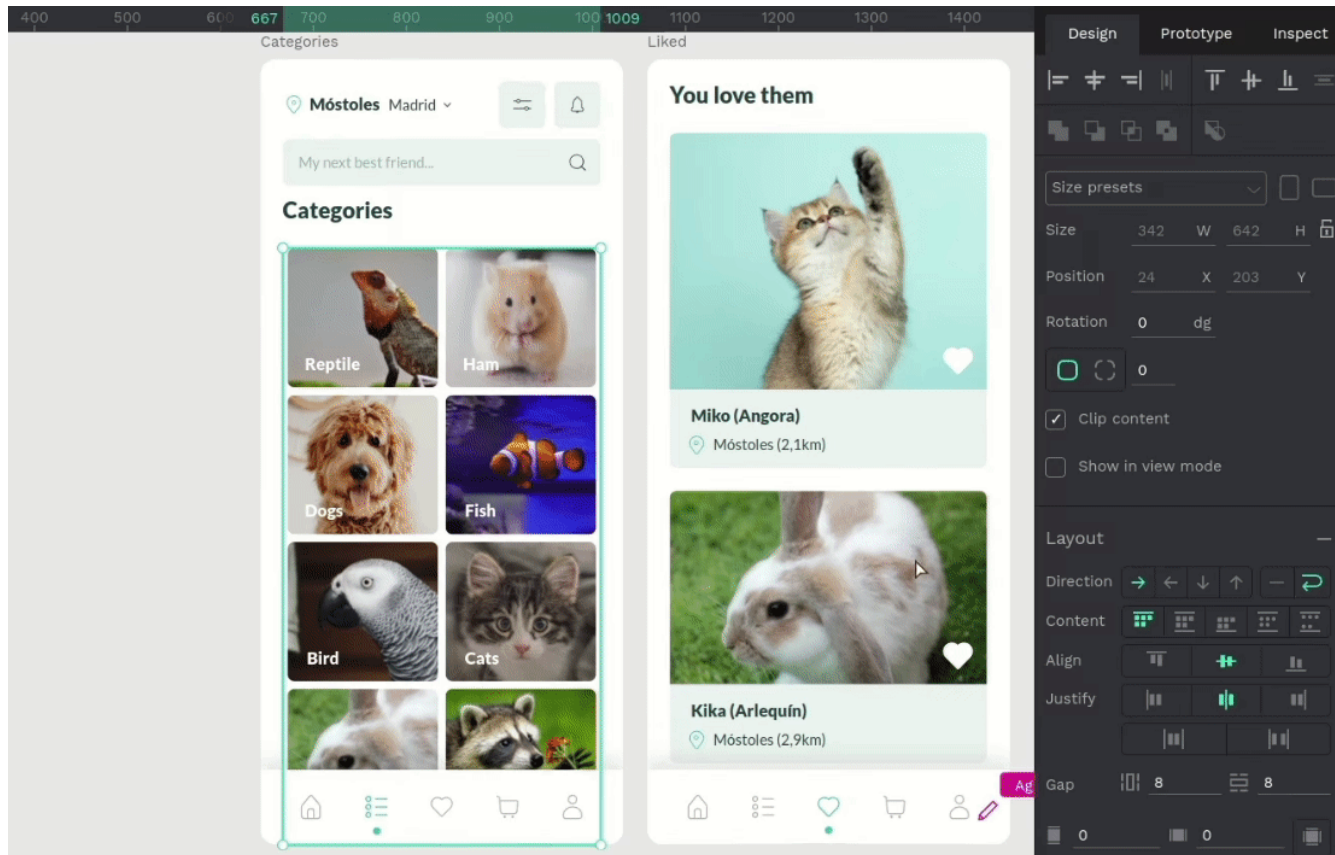 400 500 600 667 700 800 900 100 1009 1100 1200 1300 1400
Categories
Móstoles Madrid
My next best friend...
Categories
Reptile
Ham
Dogs
Fish
Bird
Cats
Liked
You love them
Miko (Angora)
Móstoles (2,1km)
Kika (Arlequín)
Móstoles (2,9km)
Ag
Design Prototype Inspect
Size presets
Size 342 W 642 H
Position 24 X 203 Y
Rotation 0 dg
0
Clip content
Show in view mode
Layout
Direction
Content
Align
Justify
Gap 8 8
0 0